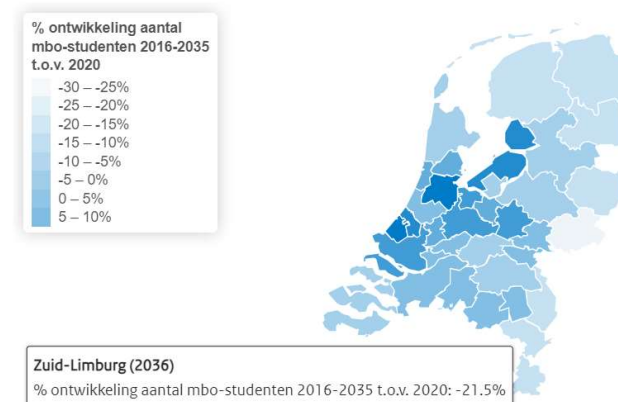 % ontwikkeling aantal
mbo-studenten 2016-2035
t.o.v. 2020
-30 – -25%
-25 – -20%
-20 – -15%
-15 – -10%
-10 – -5%
-5 – 0%
0 – 5%
5 – 10%
Zuid-Limburg (2036)
% ontwikkeling aantal mbo-studenten 2016-2035 t.o.v. 2020: -21.5%